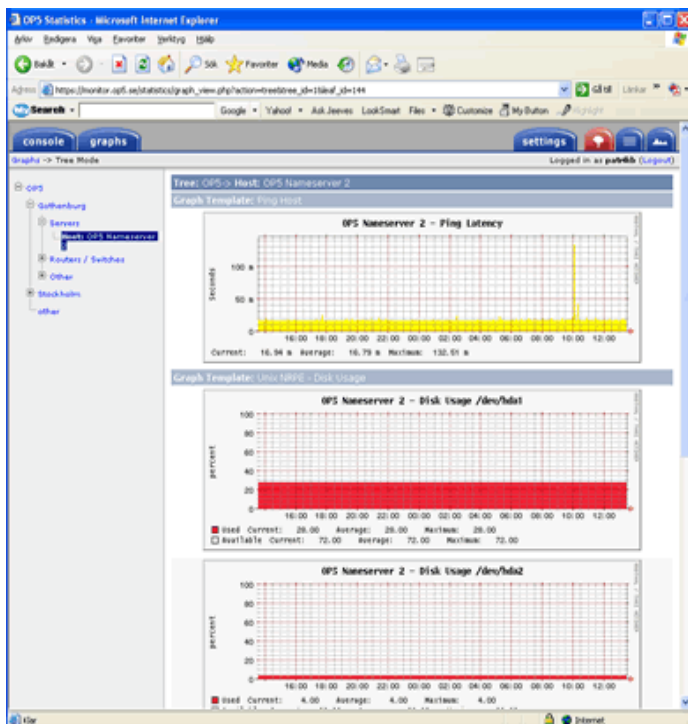 OP5 Statistics - Microsoft Internet Explorer
Arkiv Redigera Visa Favoriter Verktyg Hjälp
Bakåt Sök Favoriter Media
Adress https://monitor.op5.se/statistics/graph_view.php?action=tree&tree_id=1&leaf_id=144 Gå till Länkar »
Search Google Yahoo! Ask Jeeves LookSmart Files Customize My Button Highlight
console graphs settings
Graphs -> Tree Mode Logged in as patrikb (Logout)
OP5
Gothenburg
Servers
Host: OP5 Nameserver
2
Routers / Switches
Other
Stockholm
other
Tree: OP5-> Host: OP5 Nameserver 2
Graph Template: Ping Host
OP5 Nameserver 2 - Ping Latency
Seconds
100 m
50 m
0
16:00 18:00 20:00 22:00 00:00 02:00 04:00 06:00 08:00 10:00 12:00
Current: 16.94 m Average: 16.79 m Maximum: 132.51 m
Graph Template: Unix NRPE - Disk Usage
OP5 Nameserver 2 - Disk Usage /dev/hda1
percent
100
80
60
40
20
0
16:00 18:00 20:00 22:00 00:00 02:00 04:00 06:00 08:00 10:00 12:00
Used Current: 28.00 Average: 28.00 Maximum: 28.00
Available Current: 72.00 Average: 72.00 Maximum: 72.00
OP5 Nameserver 2 - Disk Usage /dev/hda2
percent
100
80
60
40
20
0
16:00 18:00 20:00 22:00 00:00 02:00 04:00 06:00 08:00 10:00 12:00
Used Current: 4.00 Average: 4.00 Maximum: 4.00
Klar Internet